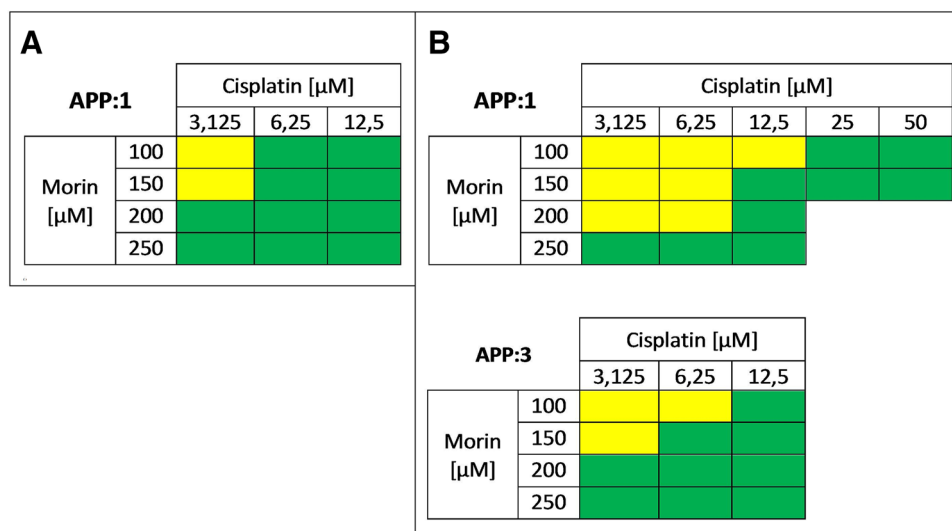 A
APP:1
Cisplatin [μM]
3,125 6,25 12,5
Morin
[μM]
100
150
200
250
B
APP:1
Cisplatin [μM]
3,125 6,25 12,5 25 50
Morin
[μM]
100
150
200
250
APP:3
Cisplatin [μM]
3,125 6,25 12,5
Morin
[μM]
100
150
200
250